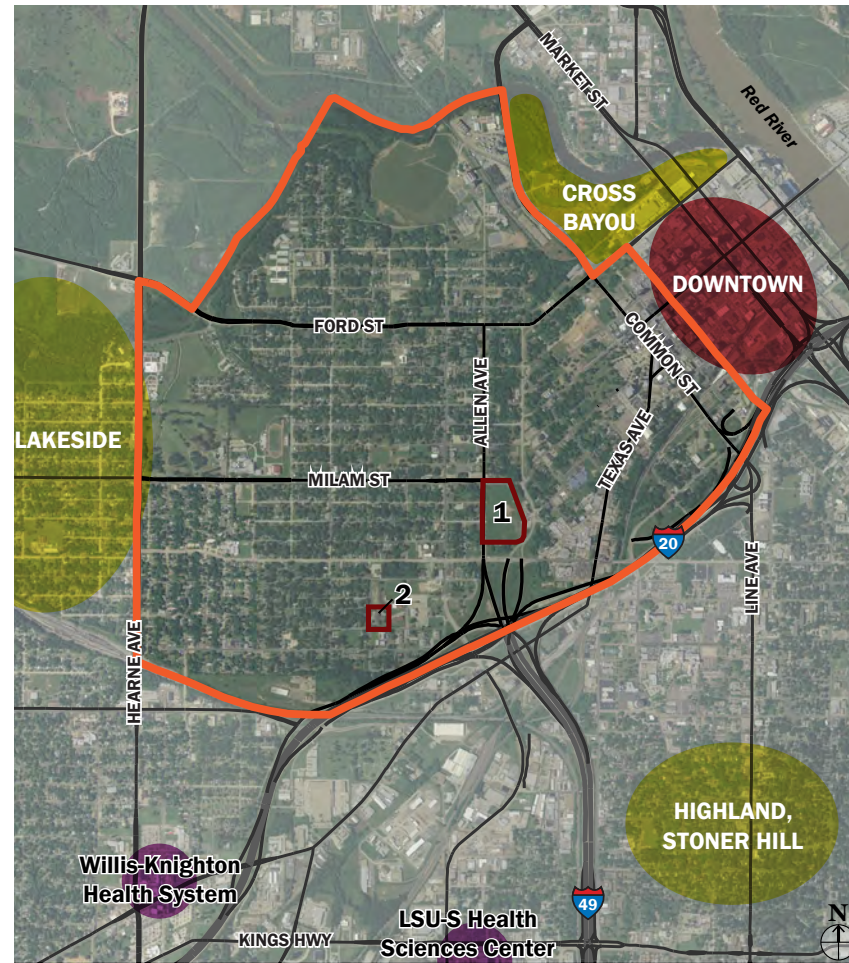 MARKET ST
Red River
CROSS
BAYOU
DOWNTOWN
FORD ST
COMMON ST
ALLEN AVE
LAKESIDE
TEXAS AVE
MILAM ST
1
20
LINE AVE
2
HEARNE AVE
HIGHLAND,
STONER HILL
Willis-Knighton
Health System
49
LSU-S Health
Sciences Center
KINGS HWY
N